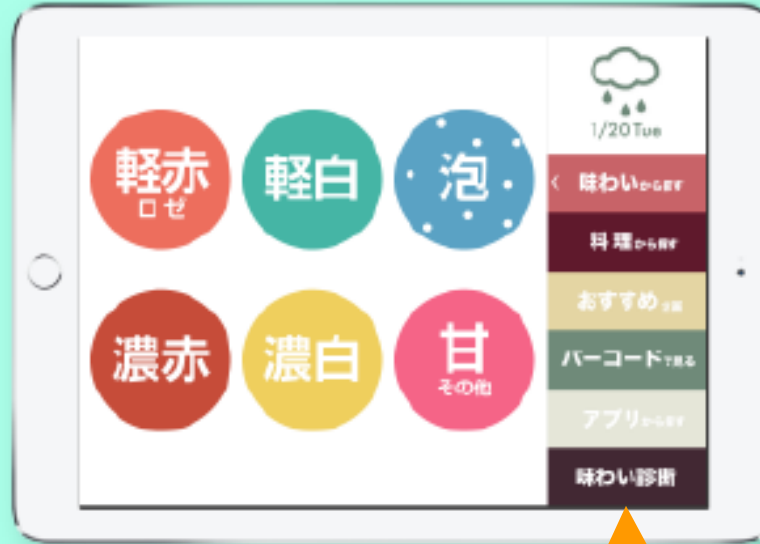 軽赤
ロゼ
軽白
泡
濃赤
濃白
甘
その他
1/20 Tue
味わいから探す
料理から探す
おすすめ
バーコードで見る
アプリから探す
味わい診断